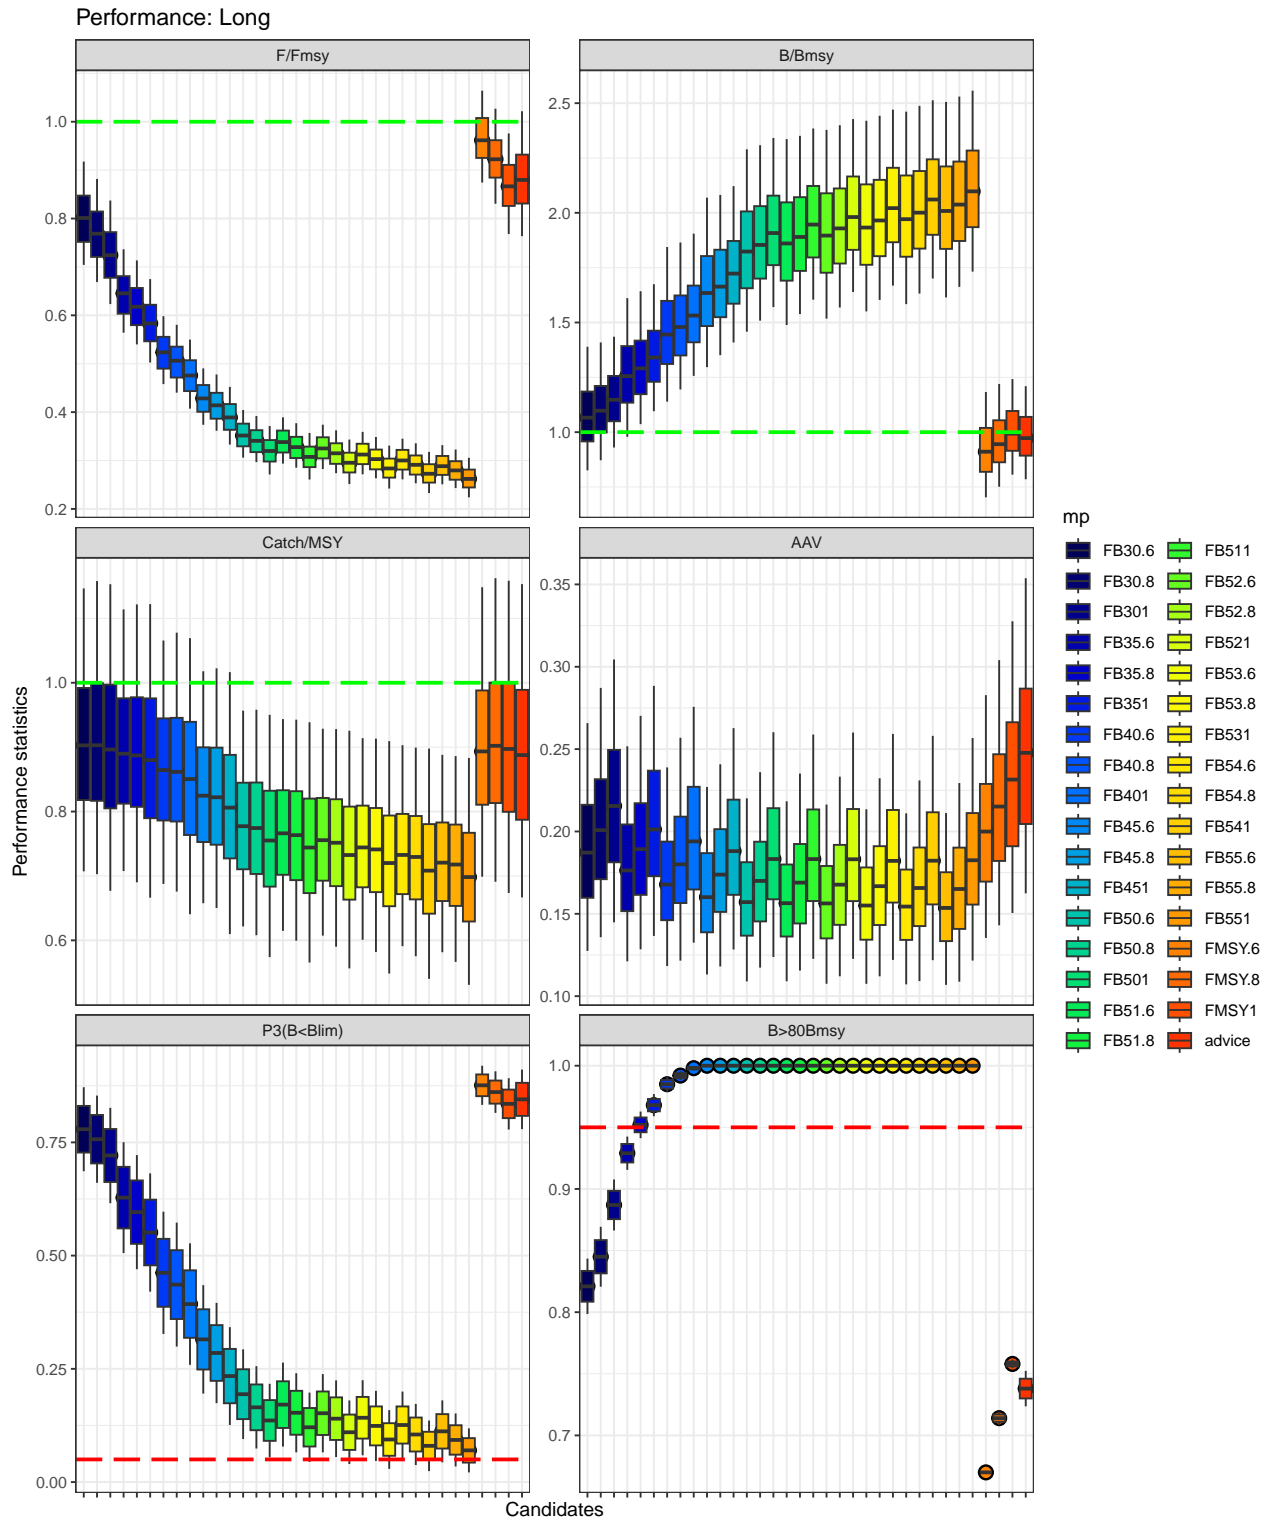 Performance: Long
F/Fmsy
B/Bmsy
1.0
0.8
0.6
0.4
0.2
2.5
2.0
1.5
1.0
Catch/MSY
AAV
1.0
0.8
0.6
0.35
0.30
0.25
0.20
0.15
0.10
P3(B<Blim)
B>80Bmsy
0.75
0.50
0.25
0.00
1.0
0.9
0.8
0.7
Performance statistics
Candidates
mp
FB30.6
FB30.8
FB301
FB35.6
FB35.8
FB351
FB40.6
FB40.8
FB401
FB45.6
FB45.8
FB451
FB50.6
FB50.8
FB501
FB51.6
FB51.8
FB511
FB52.6
FB52.8
FB521
FB53.6
FB53.8
FB531
FB54.6
FB54.8
FB541
FB55.6
FB55.8
FB551
FMSY.6
FMSY.8
FMSY1
advice